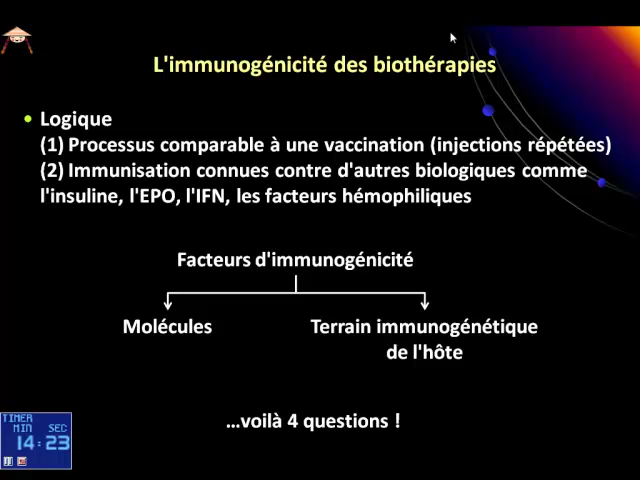 L'immunogénicité des biothérapies
• Logique
(1) Processus comparable à une vaccination (injections répétées)
(2) Immunisation connues contre d'autres biologiques comme
l'insuline, l'EPO, l'IFN, les facteurs hémophiliques
Facteurs d'immunogénicité
Molécules
Terrain immunogénétique
de l'hôte
…voilà 4 questions !
TIMER
MIN SEC
14:23